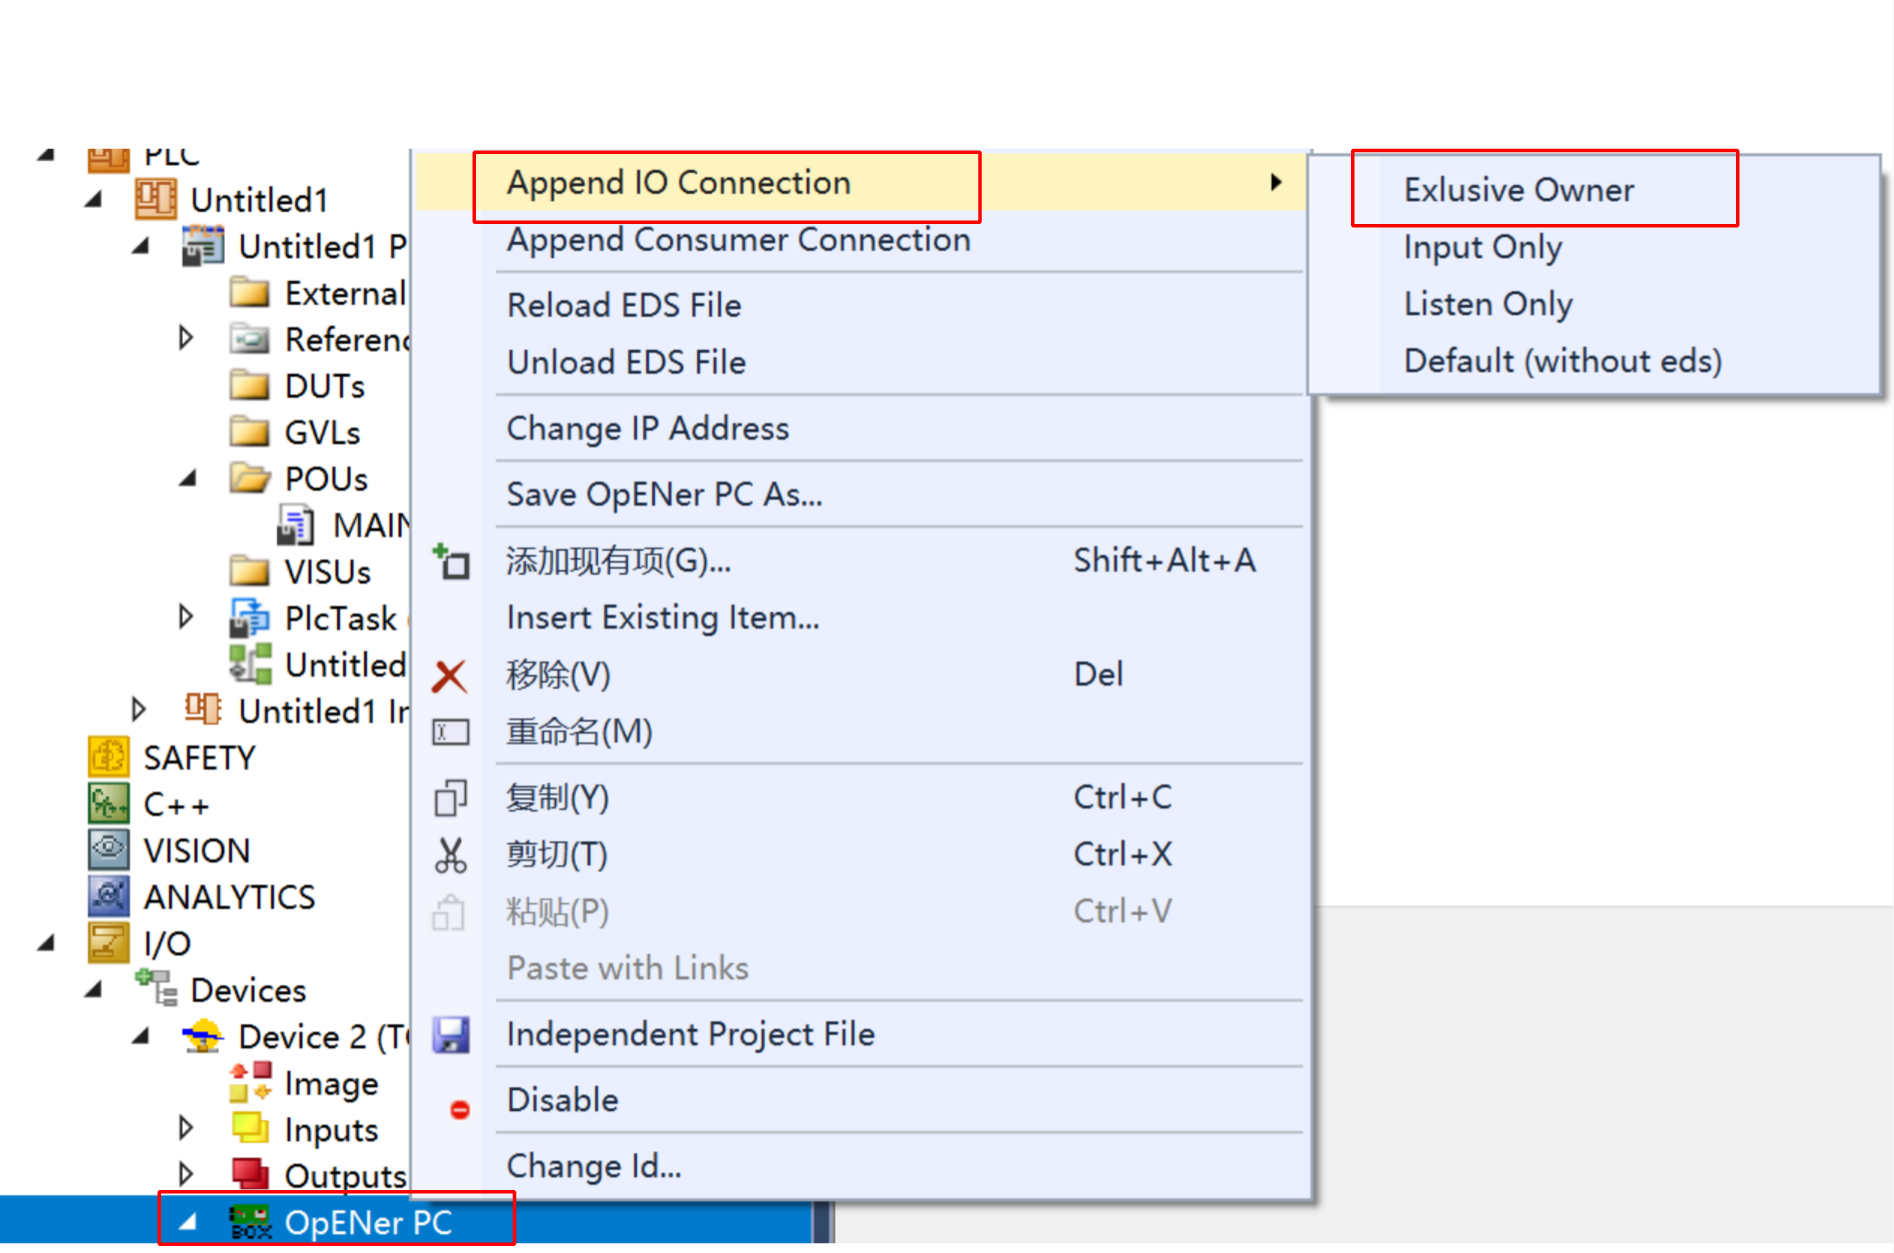 PLC
Untitled1
Untitled1 P
External
Referenc
DUTs
GVLs
POUs
MAIN
VISUs
PlcTask
Untitled
Untitled1 In
SAFETY
C++
VISION
ANALYTICS
I/O
Devices
Device 2 (TC
Image
Inputs
Outputs
BOX OpENer PC
Append IO Connection
Append Consumer Connection
Reload EDS File
Unload EDS File
Change IP Address
Save OpENer PC As...
添加现有项(G)... Shift+Alt+A
Insert Existing Item...
移除(V) Del
重命名(M)
复制(Y) Ctrl+C
剪切(T) Ctrl+X
粘贴(P) Ctrl+V
Paste with Links
Independent Project File
Disable
Change Id...
Exlusive Owner
Input Only
Listen Only
Default (without eds)